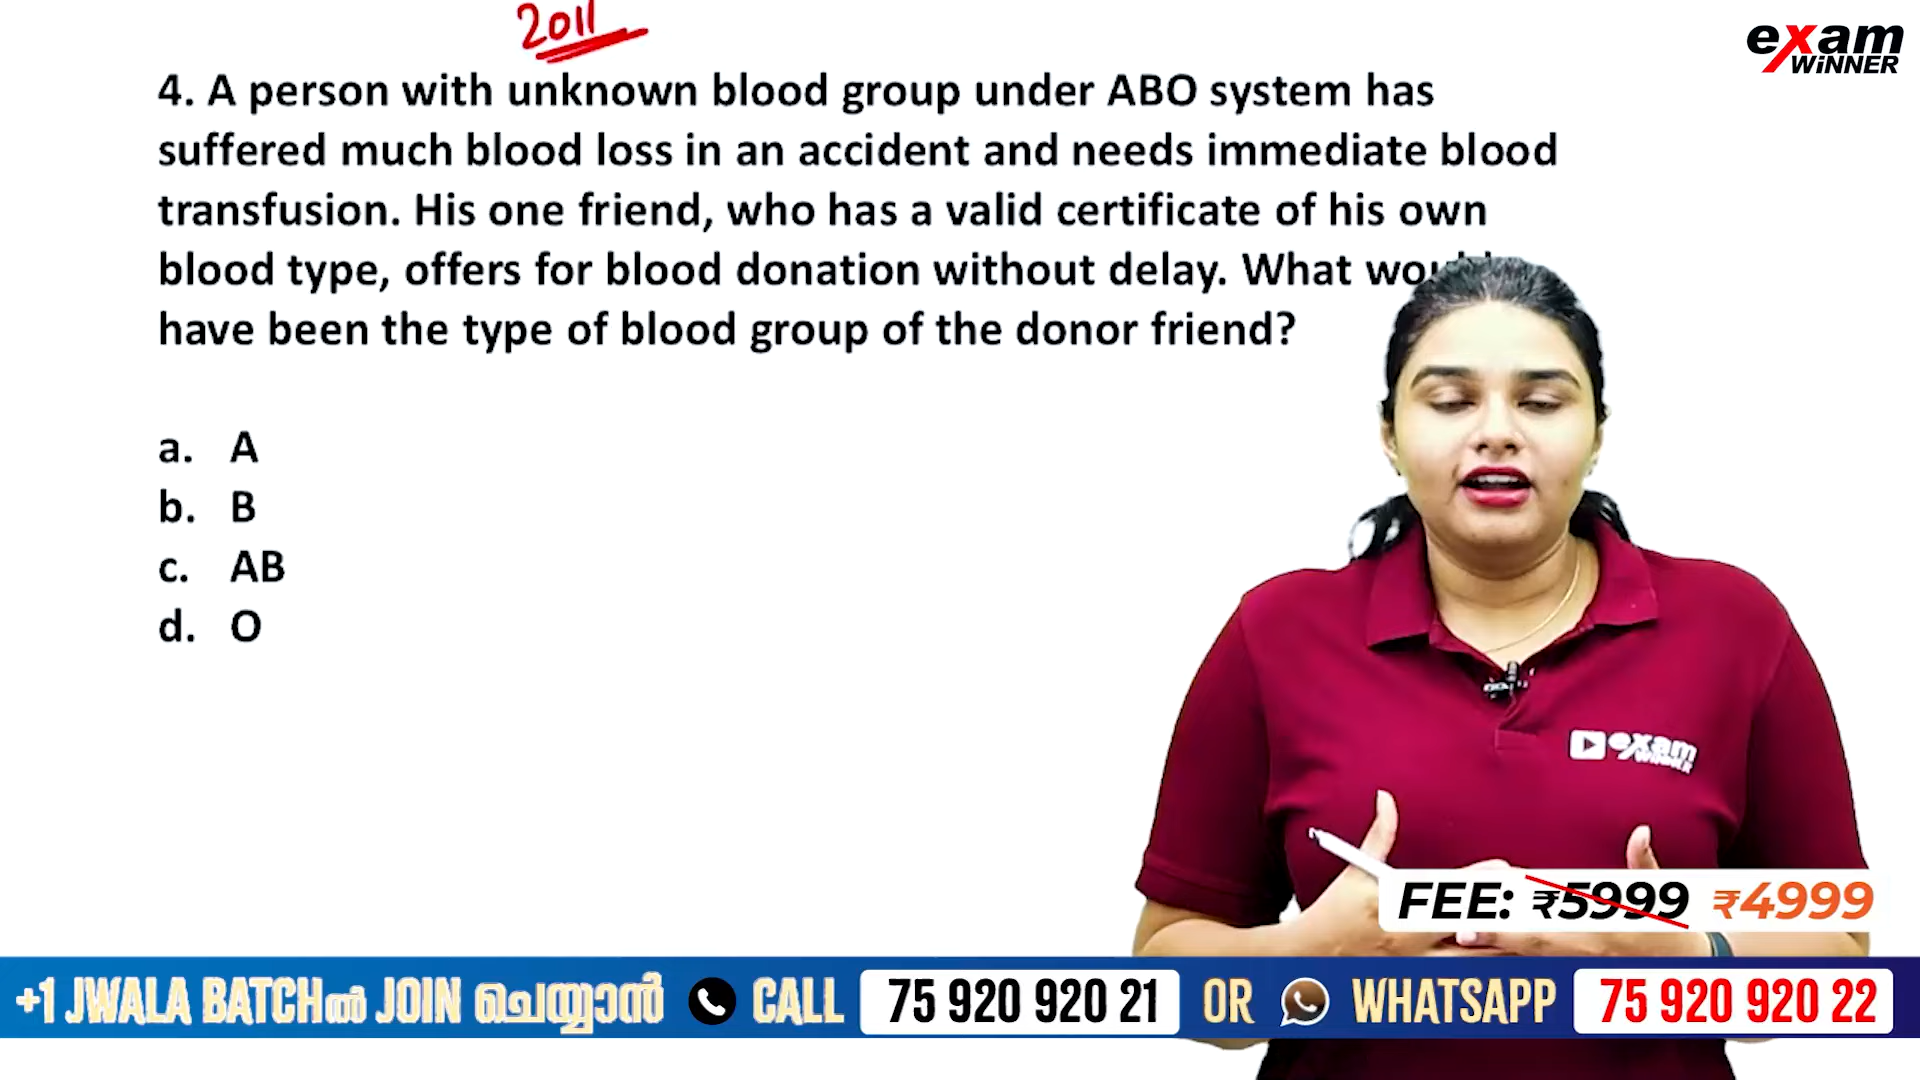 2011
exam
WiNNER
4. A person with unknown blood group under ABO system has
suffered much blood loss in an accident and needs immediate blood
transfusion. His one friend, who has a valid certificate of his own
blood type, offers for blood donation without delay. What
have been the type of blood group of the donor friend?
a. A
b. B
c. AB
d. O
exam
WINNER
FEE: ₹5999 ₹4999
+1 JWALA BATCHൽ JOIN ചെയ്യാൻ CALL 75 920 920 21 OR WHATSAPP 75 920 920 22